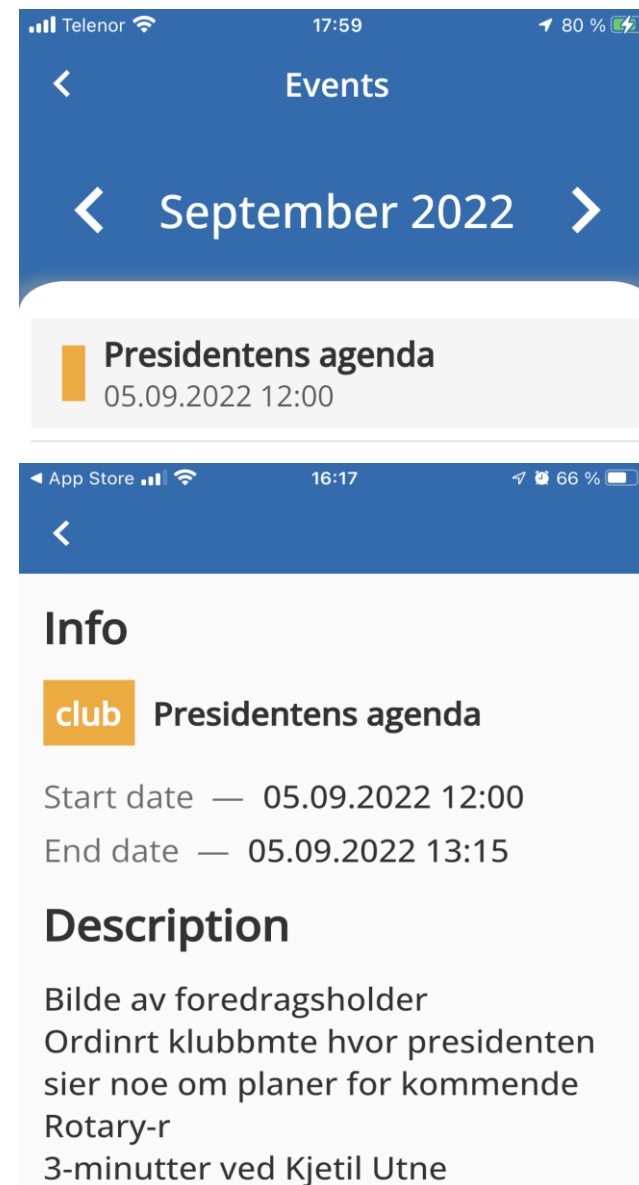 Telenor 17:59 80 %
Events
September 2022
Presidentens agenda
05.09.2022 12:00
App Store 16:17 66 %
Info
club Presidentens agenda
Start date — 05.09.2022 12:00
End date — 05.09.2022 13:15
Description
Bilde av foredragsholder
Ordinrt klubbmte hvor presidenten
sier noe om planer for kommende
Rotary-r
3-minutter ved Kjetil Utne